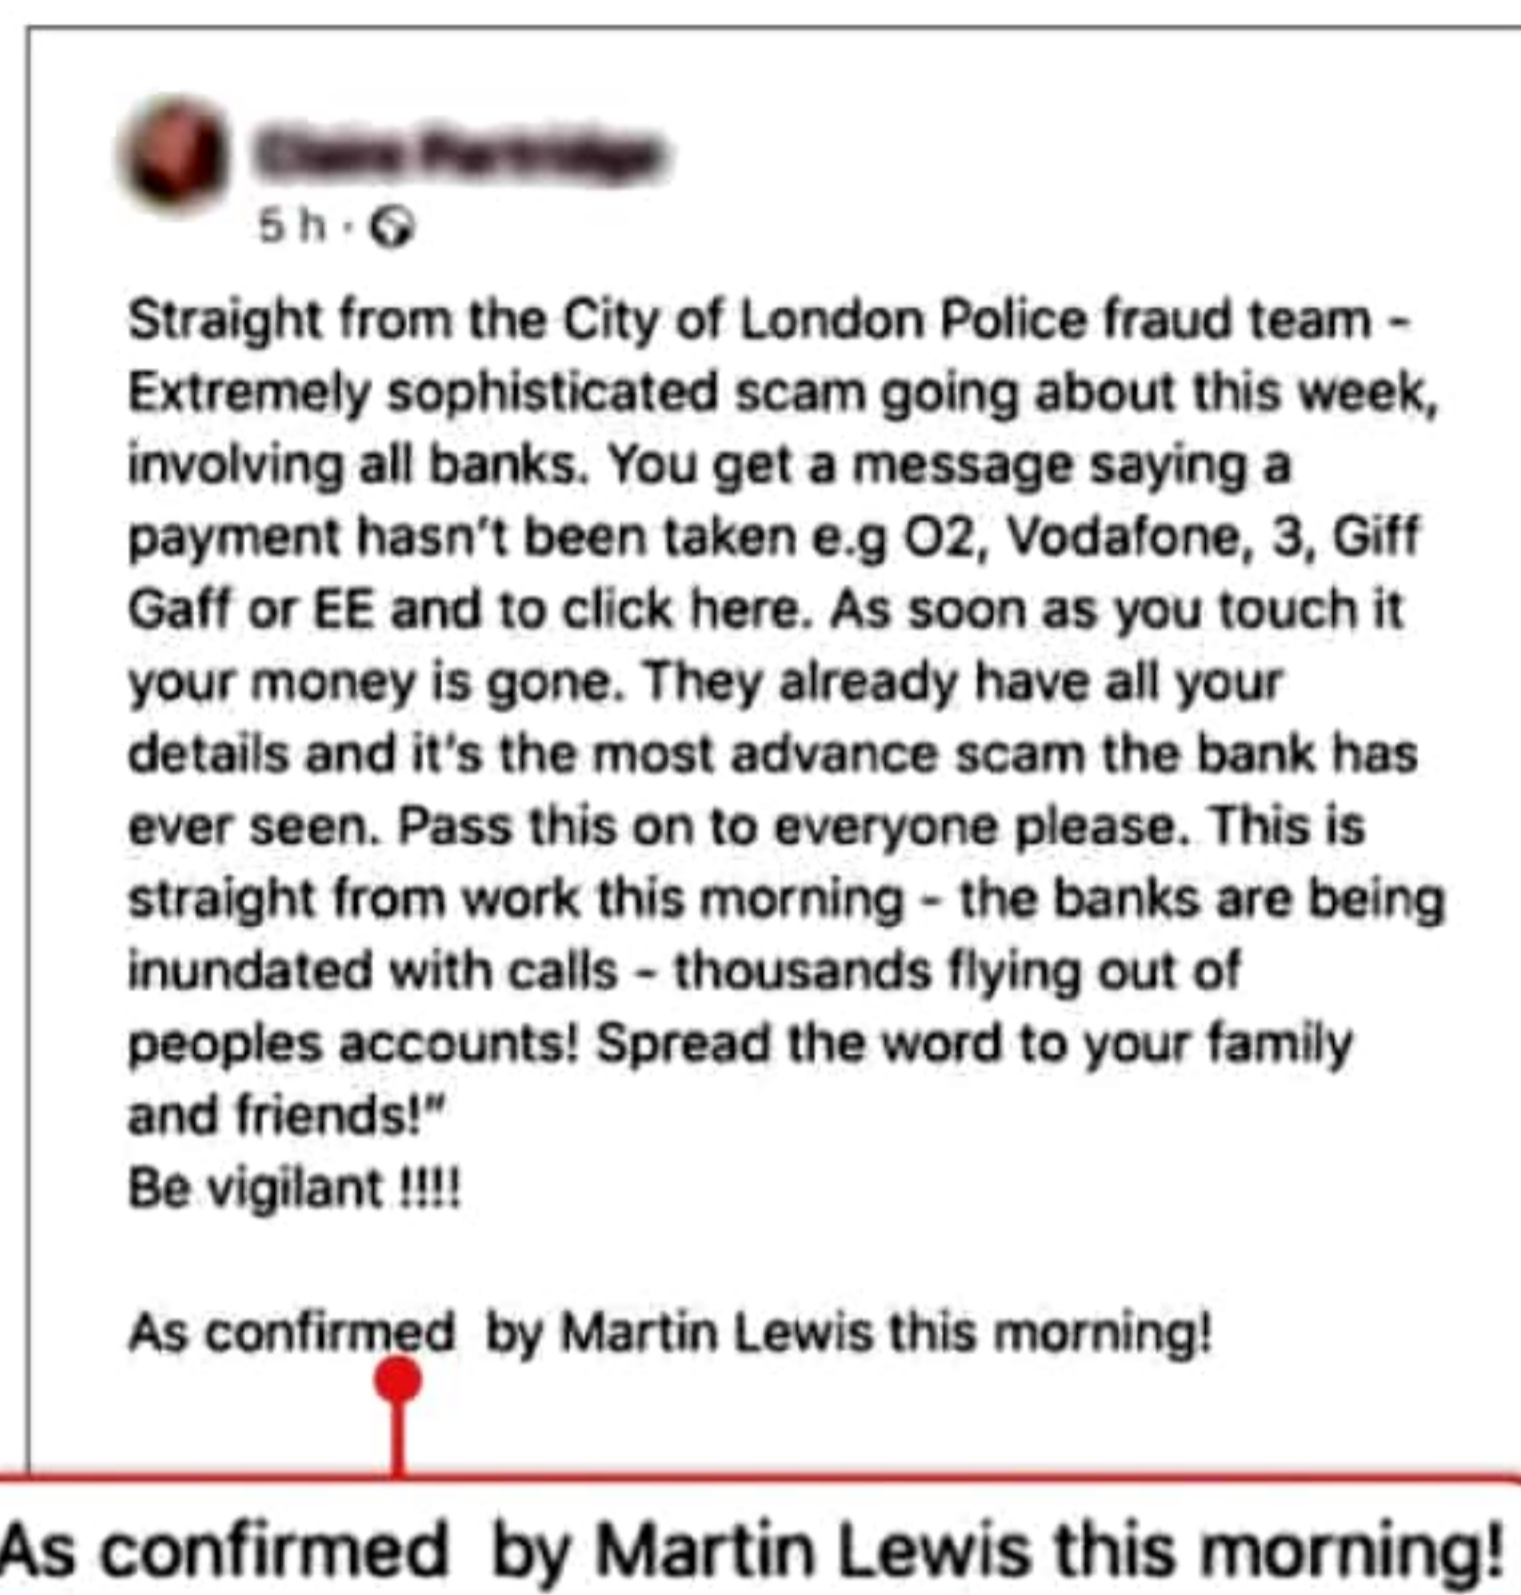 5 h ·
Straight from the City of London Police fraud team -
Extremely sophisticated scam going about this week,
involving all banks. You get a message saying a
payment hasn't been taken e.g O2, Vodafone, 3, Giff
Gaff or EE and to click here. As soon as you touch it
your money is gone. They already have all your
details and it's the most advance scam the bank has
ever seen. Pass this on to everyone please. This is
straight from work this morning - the banks are being
inundated with calls - thousands flying out of
peoples accounts! Spread the word to your family
and friends!"
Be vigilant !!!!
As confirmed  by Martin Lewis this morning!
As confirmed  by Martin Lewis this morning!